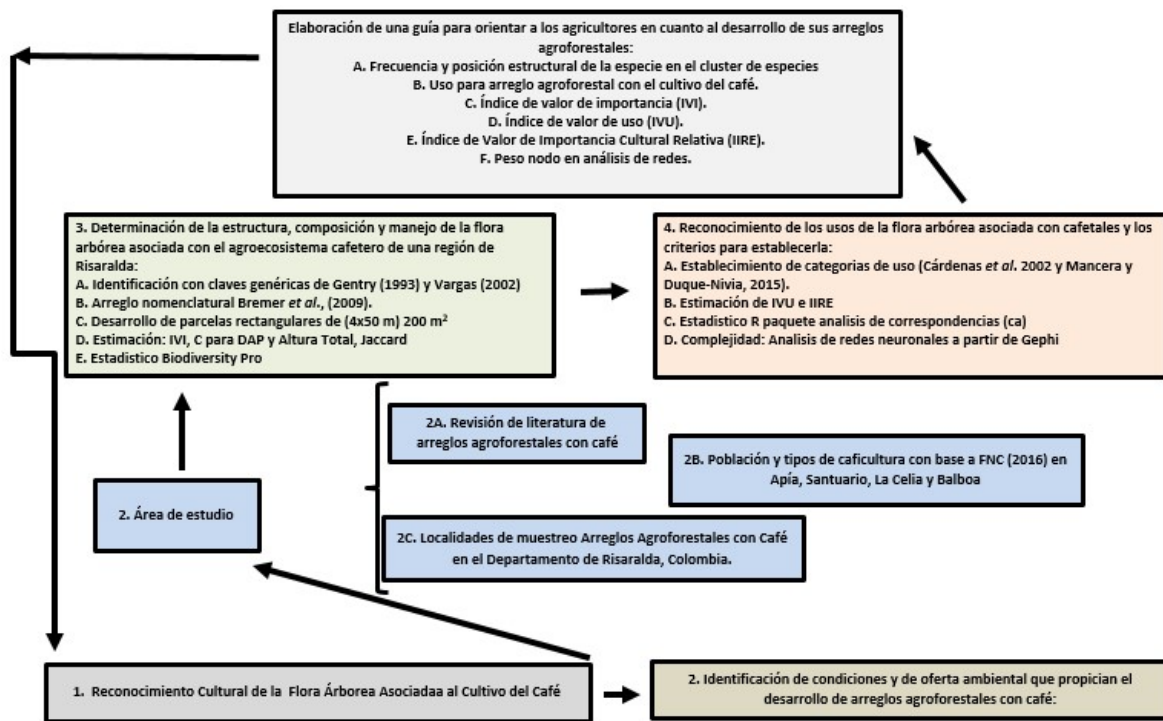 Elaboración de una guía para orientar a los agricultores en cuanto al desarrollo de sus arreglos
agroforestales:
A. Frecuencia y posición estructural de la especie en el cluster de especies
B. Uso para arreglo agroforestal con el cultivo del café.
C. Índice de valor de importancia (IVI).
D. Índice de valor de uso (IVU).
E. Índice de Valor de Importancia Cultural Relativa (IIRE).
F. Peso nodo en análisis de redes.
3. Determinación de la estructura, composición y manejo de la flora
arbórea asociada con el agroecosistema cafetero de una región de
Risaralda:
A. Identificación con claves genéricas de Gentry (1993) y Vargas (2002)
B. Arreglo nomenclatural Bremer et al., (2009).
C. Desarrollo de parcelas rectangulares de (4x50 m) 200 m²
D. Estimación: IVI, C para DAP y Altura Total, Jaccard
E. Estadistico Biodiversity Pro
4. Reconocimiento de los usos de la flora arbórea asociada con cafetales y los
criterios para establecerla:
A. Establecimiento de categorias de uso (Cárdenas et al. 2002 y Mancera y
Duque-Nivia, 2015).
B. Estimación de IVU e IIRE
C. Estadistico R paquete analisis de correspondencias (ca)
D. Complejidad: Analisis de redes neuronales a partir de Gephi
2A. Revisión de literatura de
arreglos agroforestales con café
2B. Población y tipos de caficultura con base a FNC (2016) en
Apía, Santuario, La Celia y Balboa
2. Área de estudio
2C. Localidades de muestreo Arreglos Agroforestales con Café
en el Departamento de Risaralda, Colombia.
1. Reconocimiento Cultural de la Flora Árborea Asociadaa al Cultivo del Café
2. Identificación de condiciones y de oferta ambiental que propician el
desarrollo de arreglos agroforestales con café: